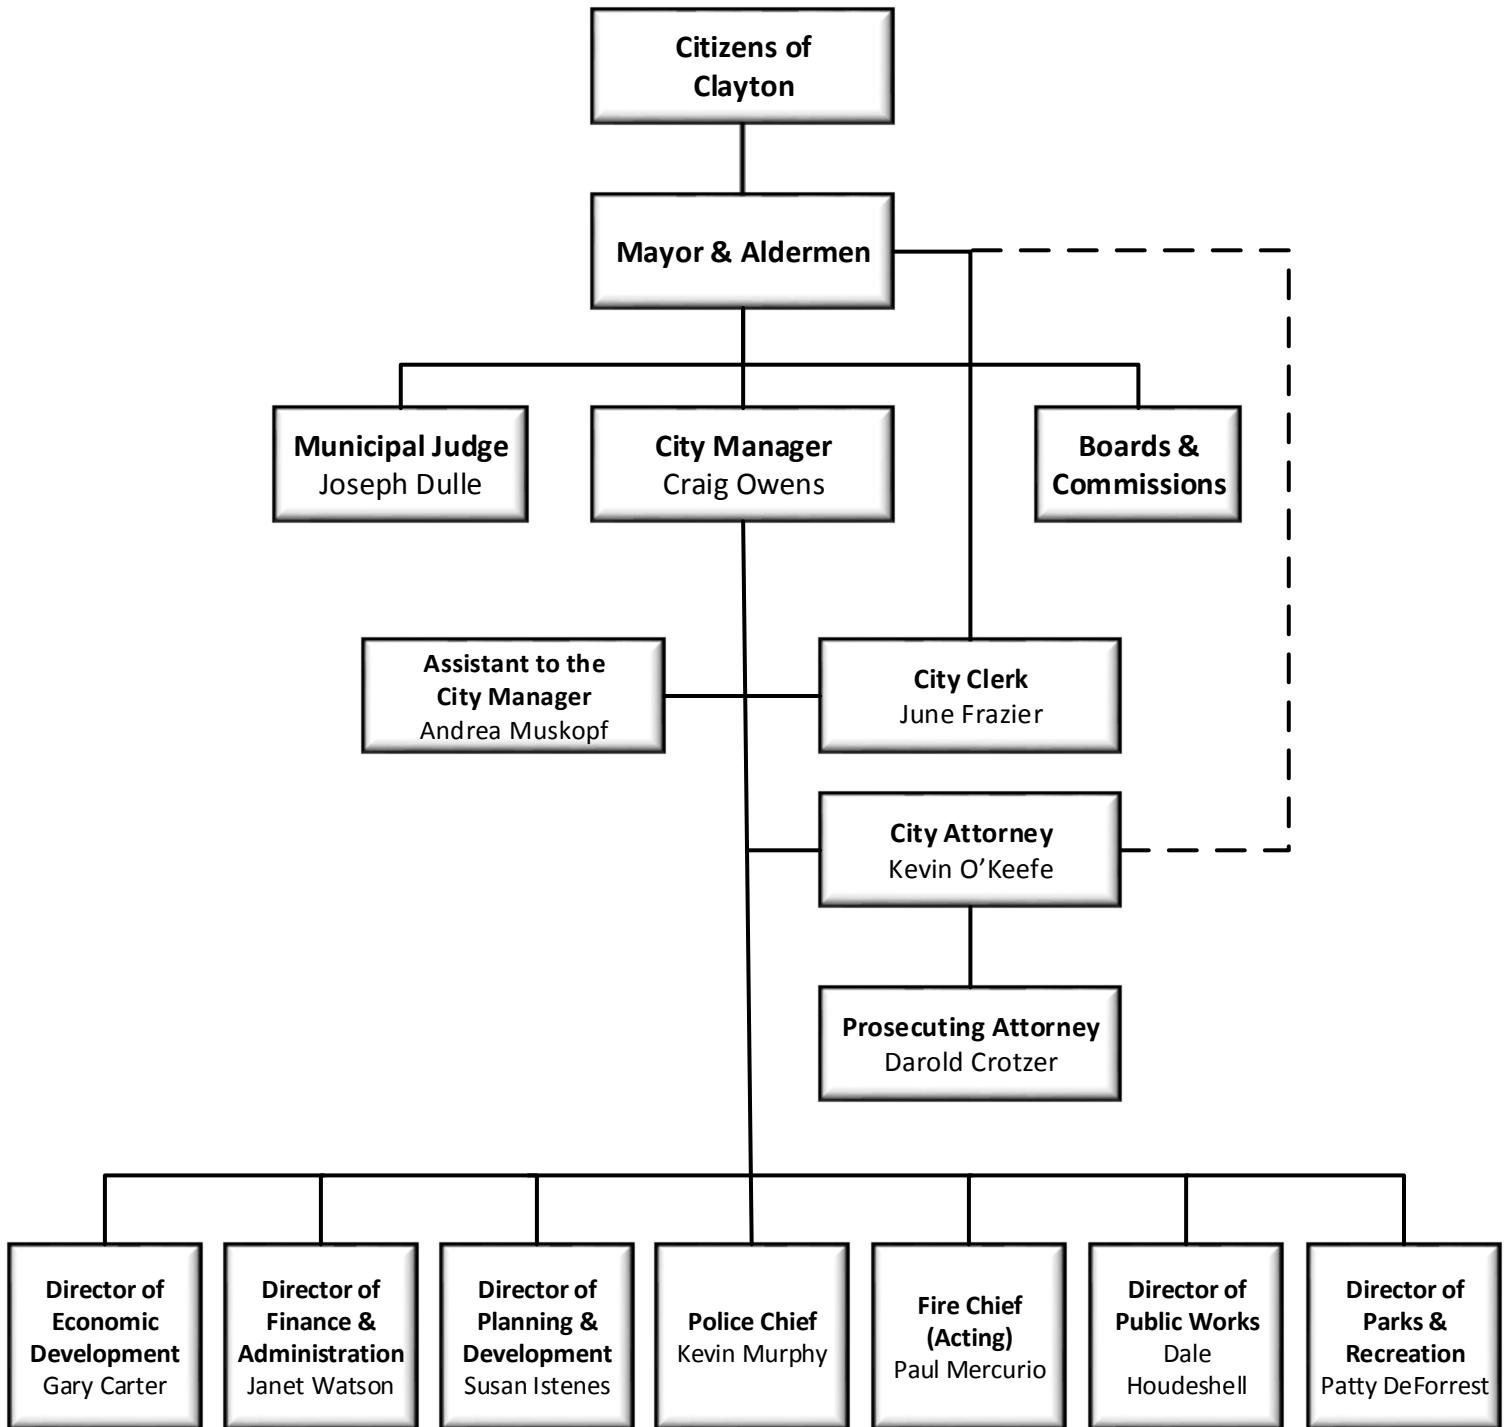 Citizens of
Clayton
Mayor & Aldermen
Municipal Judge
Joseph Dulle
City Manager
Craig Owens
Boards &
Commissions
Assistant to the
City Manager
Andrea Muskopf
City Clerk
June Frazier
City Attorney
Kevin O’Keefe
Prosecuting Attorney
Darold Crotzer
Director of
Economic
Development
Gary Carter
Director of
Finance &
Administration
Janet Watson
Director of
Planning &
Development
Susan Istenes
Police Chief
Kevin Murphy
Fire Chief
(Acting)
Paul Mercurio
Director of
Public Works
Dale
Houdeshell
Director of
Parks &
Recreation
Patty DeForrest